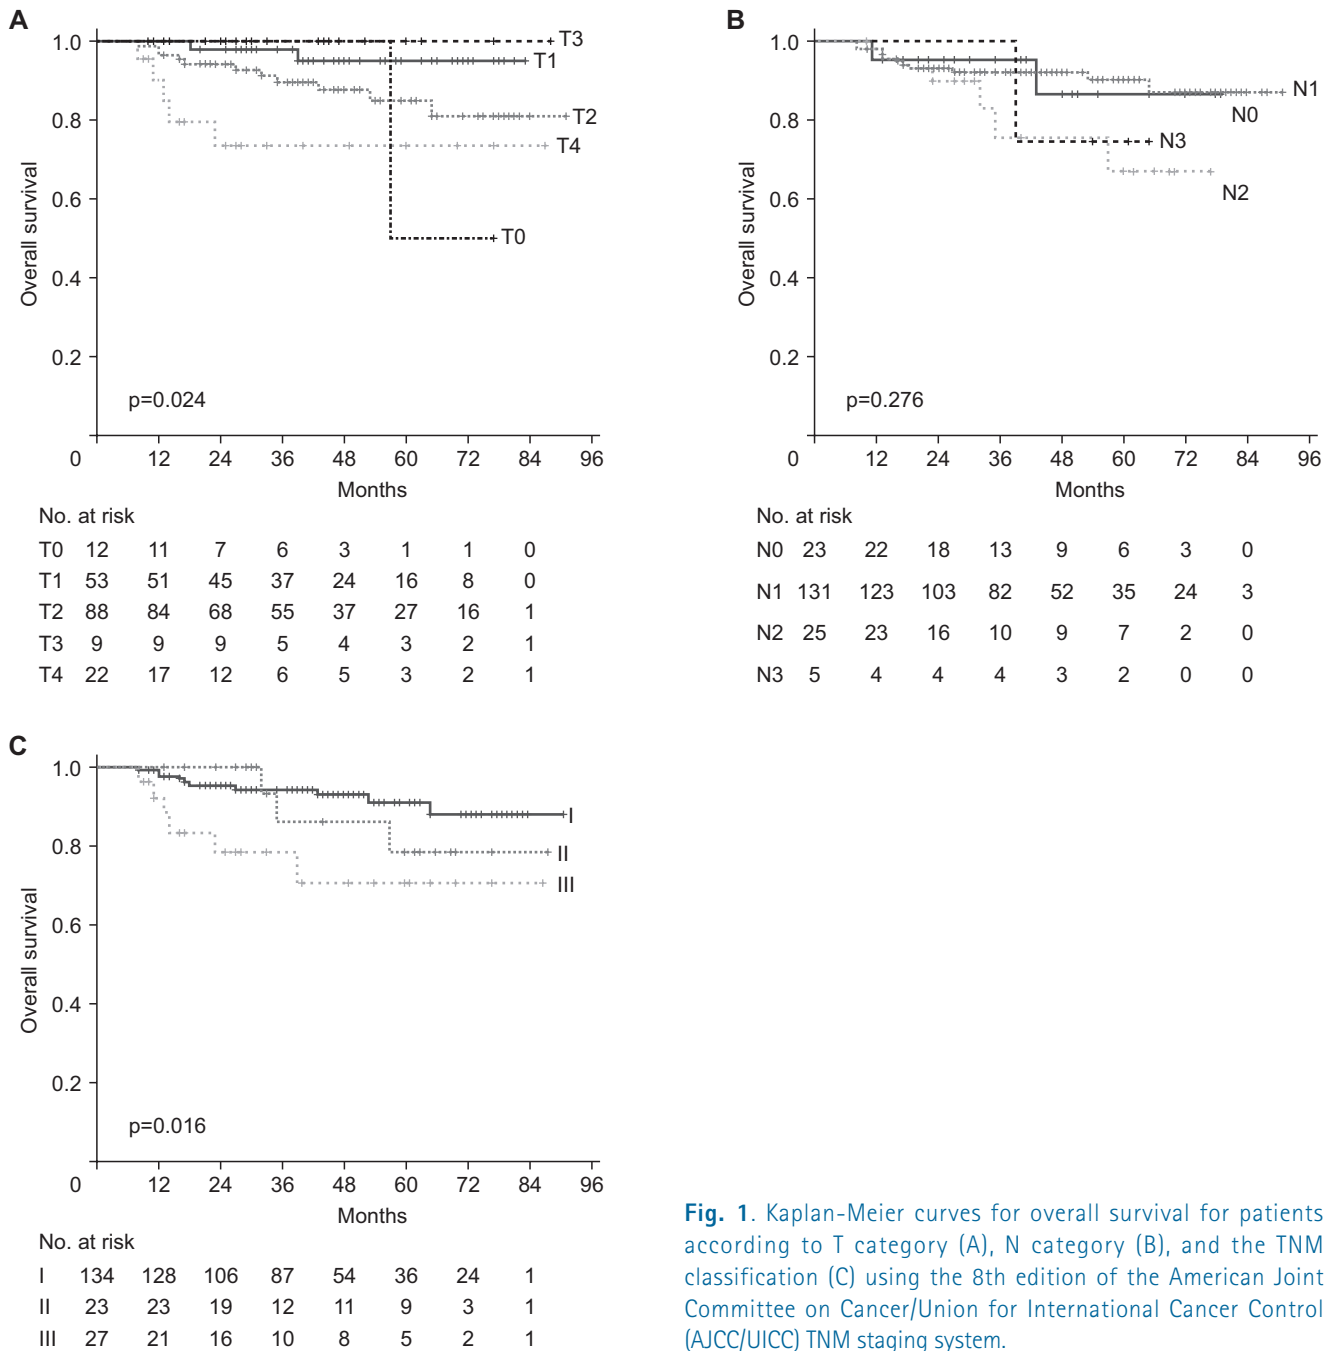 A
1.0
0.8
0.6
0.4
0.2
Overall survival
T3
T1
T2
T4
T0
p=0.024
0 12 24 36 48 60 72 84 96
Months
No. at risk
T0 12 11 7 6 3 1 1 0
T1 53 51 45 37 24 16 8 0
T2 88 84 68 55 37 27 16 1
T3 9 9 9 5 4 3 2 1
T4 22 17 12 6 5 3 2 1
B
1.0
0.8
0.6
0.4
0.2
Overall survival
N1
N0
N3
N2
p=0.276
0 12 24 36 48 60 72 84 96
Months
No. at risk
N0 23 22 18 13 9 6 3 0
N1 131 123 103 82 52 35 24 3
N2 25 23 16 10 9 7 2 0
N3 5 4 4 4 3 2 0 0
C
1.0
0.8
0.6
0.4
0.2
Overall survival
I
II
III
p=0.016
0 12 24 36 48 60 72 84 96
Months
No. at risk
I 134 128 106 87 54 36 24 1
II 23 23 19 12 11 9 3 1
III 27 21 16 10 8 5 2 1
Fig. 1. Kaplan-Meier curves for overall survival for patients
according to T category (A), N category (B), and the TNM
classification (C) using the 8th edition of the American Joint
Committee on Cancer/Union for International Cancer Control
(AJCC/UICC) TNM staging system.